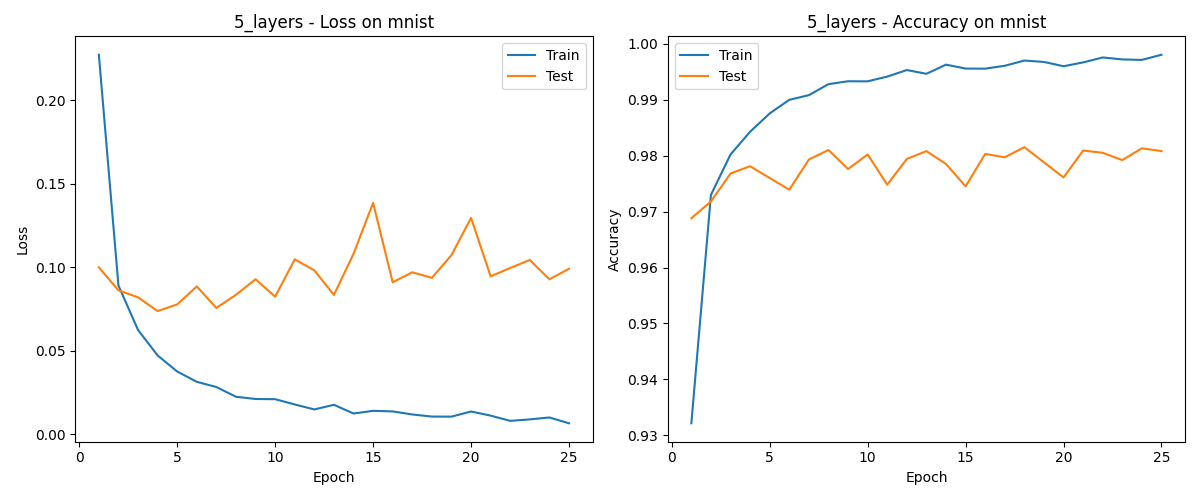 5_layers - Loss on mnist
Train
Test
0.20
0.15
0.10
0.05
0.00
Loss
0
5
10
15
20
25
Epoch
5_layers - Accuracy on mnist
Train
Test
1.00
0.99
0.98
0.97
0.96
0.95
0.94
0.93
Accuracy
0
5
10
15
20
25
Epoch